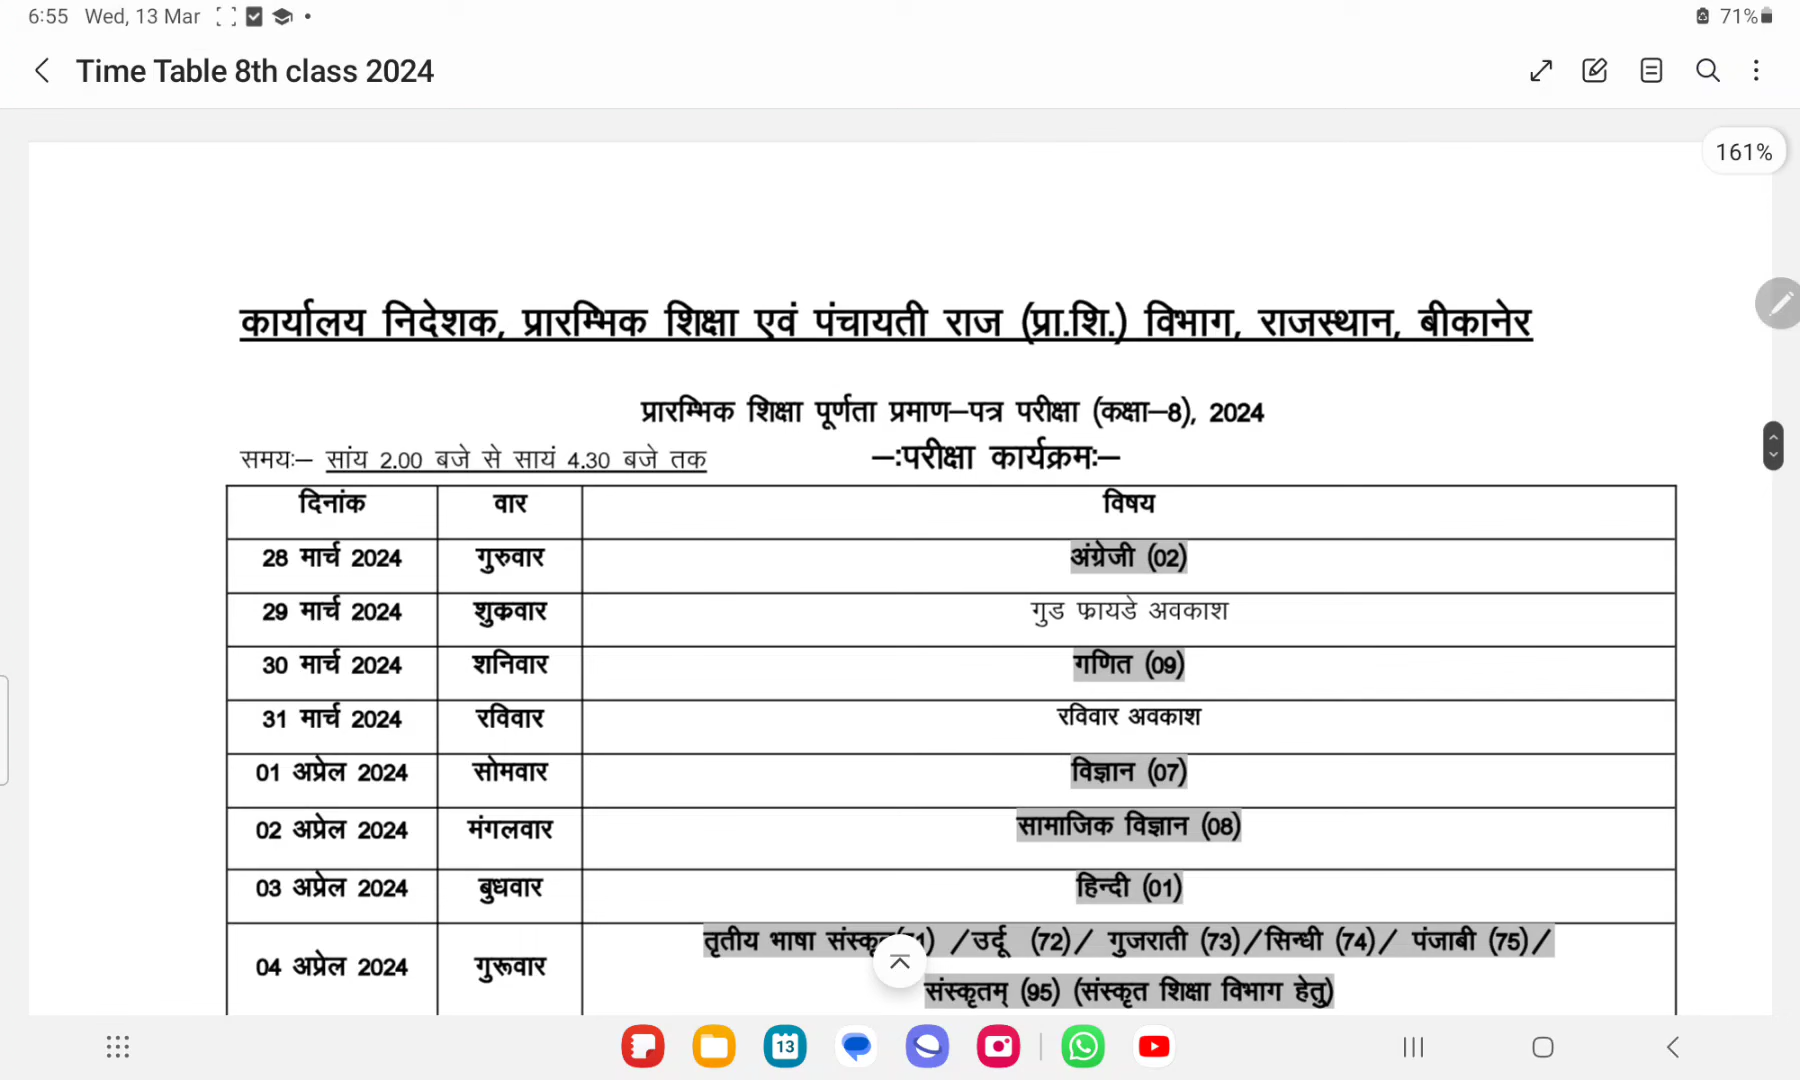 6:55 Wed, 13 Mar 71%
Time Table 8th class 2024
161%
कार्यालय निदेशक, प्रारम्भिक शिक्षा एवं पंचायती राज (प्रा.शि.) विभाग, राजस्थान, बीकानेर
प्रारम्भिक शिक्षा पूर्णता प्रमाण–पत्र परीक्षा (कक्षा–8), 2024
समयः– सांय 2.00 बजे से सायं 4.30 बजे तक –:परीक्षा कार्यक्रमः–
दिनांक वार विषय
28 मार्च 2024 गुरुवार अंग्रेजी (02)
29 मार्च 2024 शुक्रवार गुड फ्रायडे अवकाश
30 मार्च 2024 शनिवार गणित (09)
31 मार्च 2024 रविवार रविवार अवकाश
01 अप्रेल 2024 सोमवार विज्ञान (07)
02 अप्रेल 2024 मंगलवार सामाजिक विज्ञान (08)
03 अप्रेल 2024 बुधवार हिन्दी (01)
तृतीय भाषा /उर्दू (72)/ गुजराती (73)/सिन्धी (74)/ पंजाबी (75)/
04 अप्रेल 2024 गुरूवार
संस्कृतम् (95) (संस्कृत शिक्षा विभाग हेतु)
13